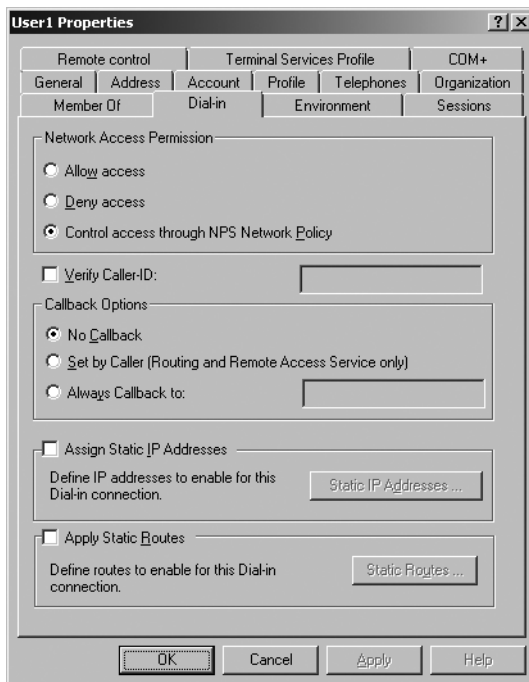 User1 Properties
Remote control Terminal Services Profile COM+
General Address Account Profile Telephones Organization
Member Of Dial-in Environment Sessions
Network Access Permission
Allow access
Deny access
Control access through NPS Network Policy
Verify Caller-ID:
Callback Options
No Callback
Set by Caller (Routing and Remote Access Service only)
Always Callback to:
Assign Static IP Addresses
Define IP addresses to enable for this
Dial-in connection.
Static IP Addresses ...
Apply Static Routes
Define routes to enable for this Dial-in
connection.
Static Routes ...
OK Cancel Apply Help